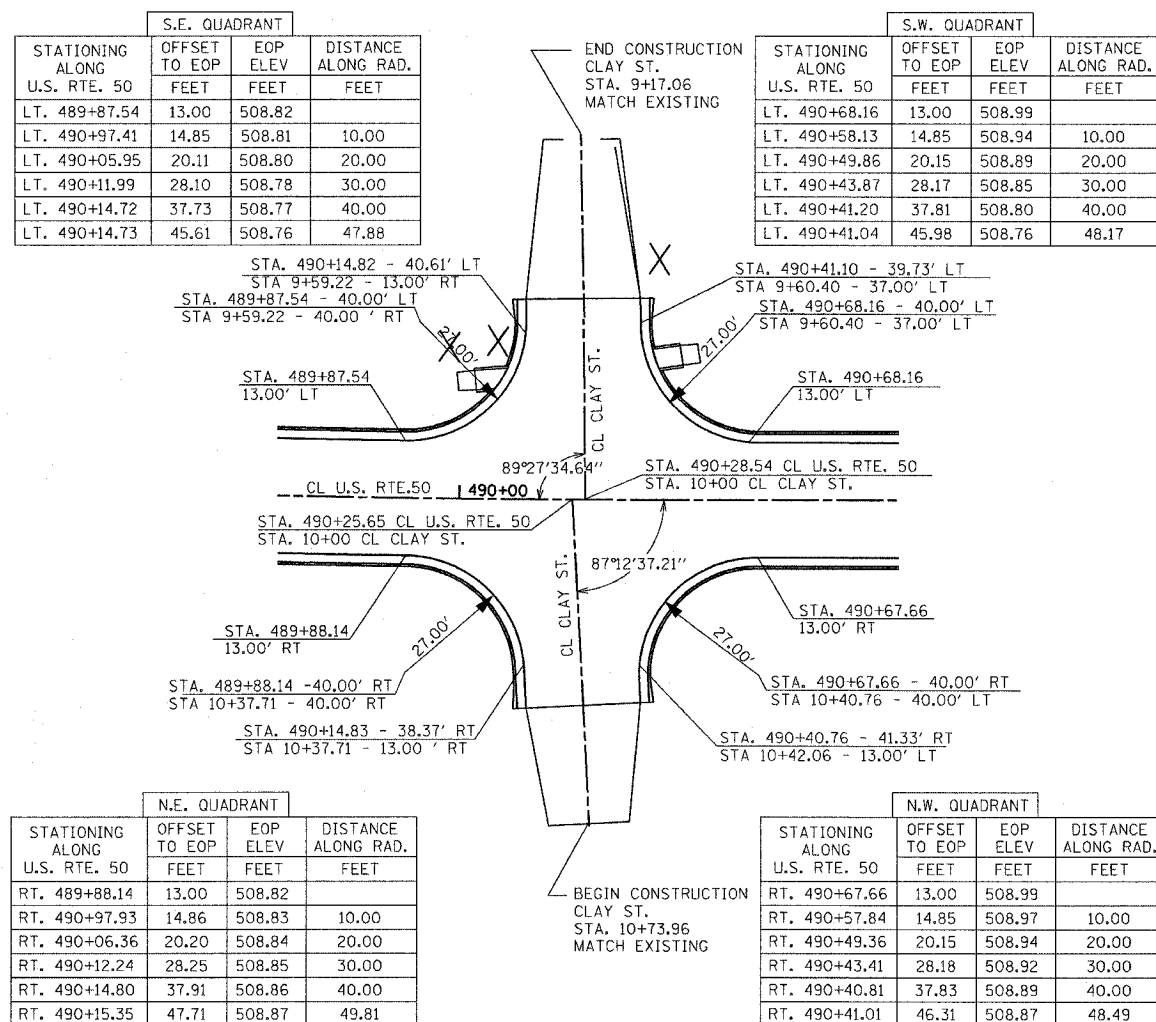 S.E. QUADRANT
STATIONING ALONG U.S. RTE. 50 OFFSET TO EOP EOP ELEV DISTANCE ALONG RAD.
FEET FEET FEET
LT. 489+87.54 13.00 508.82
LT. 490+97.41 14.85 508.81 10.00
LT. 490+05.95 20.11 508.80 20.00
LT. 490+11.99 28.10 508.78 30.00
LT. 490+14.72 37.73 508.77 40.00
LT. 490+14.73 45.61 508.76 47.88
END CONSTRUCTION
CLAY ST.
STA. 9+17.06
MATCH EXISTING
S.W. QUADRANT
STATIONING ALONG U.S. RTE. 50 OFFSET TO EOP EOP ELEV DISTANCE ALONG RAD.
FEET FEET FEET
LT. 490+68.16 13.00 508.99
LT. 490+58.13 14.85 508.94 10.00
LT. 490+49.86 20.15 508.89 20.00
LT. 490+43.87 28.17 508.85 30.00
LT. 490+41.20 37.81 508.80 40.00
LT. 490+41.04 45.98 508.76 48.17
STA. 490+14.82 - 40.61' LT
STA 9+59.22 - 13.00' RT
STA. 489+87.54 - 40.00' LT
STA 9+59.22 - 40.00 ' RT
27.00'
STA. 489+87.54
13.00' LT
STA. 490+41.10 - 39.73' LT
STA 9+60.40 - 37.00' LT
STA. 490+68.16 - 40.00' LT
STA 9+60.40 - 37.00' LT
27.00'
STA. 490+68.16
13.00' LT
CL CLAY ST.
89°27'34.64"
STA. 490+28.54 CL U.S. RTE. 50
STA. 10+00 CL CLAY ST.
CL U.S. RTE.50
490+00
STA. 490+25.65 CL U.S. RTE. 50
STA. 10+00 CL CLAY ST.
87°12'37.21"
CL CLAY ST.
STA. 489+88.14
13.00' RT
27.00'
STA. 489+88.14 -40.00' RT
STA 10+37.71 - 40.00' RT
STA. 490+14.83 - 38.37' RT
STA 10+37.71 - 13.00 ' RT
STA. 490+67.66
13.00' RT
27.00'
STA. 490+67.66 - 40.00' RT
STA 10+40.76 - 40.00' LT
STA. 490+40.76 - 41.33' RT
STA 10+42.06 - 13.00' LT
N.E. QUADRANT
STATIONING ALONG U.S. RTE. 50 OFFSET TO EOP EOP ELEV DISTANCE ALONG RAD.
FEET FEET FEET
RT. 489+88.14 13.00 508.82
RT. 490+97.93 14.86 508.83 10.00
RT. 490+06.36 20.20 508.84 20.00
RT. 490+12.24 28.25 508.85 30.00
RT. 490+14.80 37.91 508.86 40.00
RT. 490+15.35 47.71 508.87 49.81
BEGIN CONSTRUCTION
CLAY ST.
STA. 10+73.96
MATCH EXISTING
N.W. QUADRANT
STATIONING ALONG U.S. RTE. 50 OFFSET TO EOP EOP ELEV DISTANCE ALONG RAD.
FEET FEET FEET
RT. 490+67.66 13.00 508.99
RT. 490+57.84 14.85 508.97 10.00
RT. 490+49.36 20.15 508.94 20.00
RT. 490+43.41 28.18 508.92 30.00
RT. 490+40.81 37.83 508.89 40.00
RT. 490+41.01 46.31 508.87 48.49